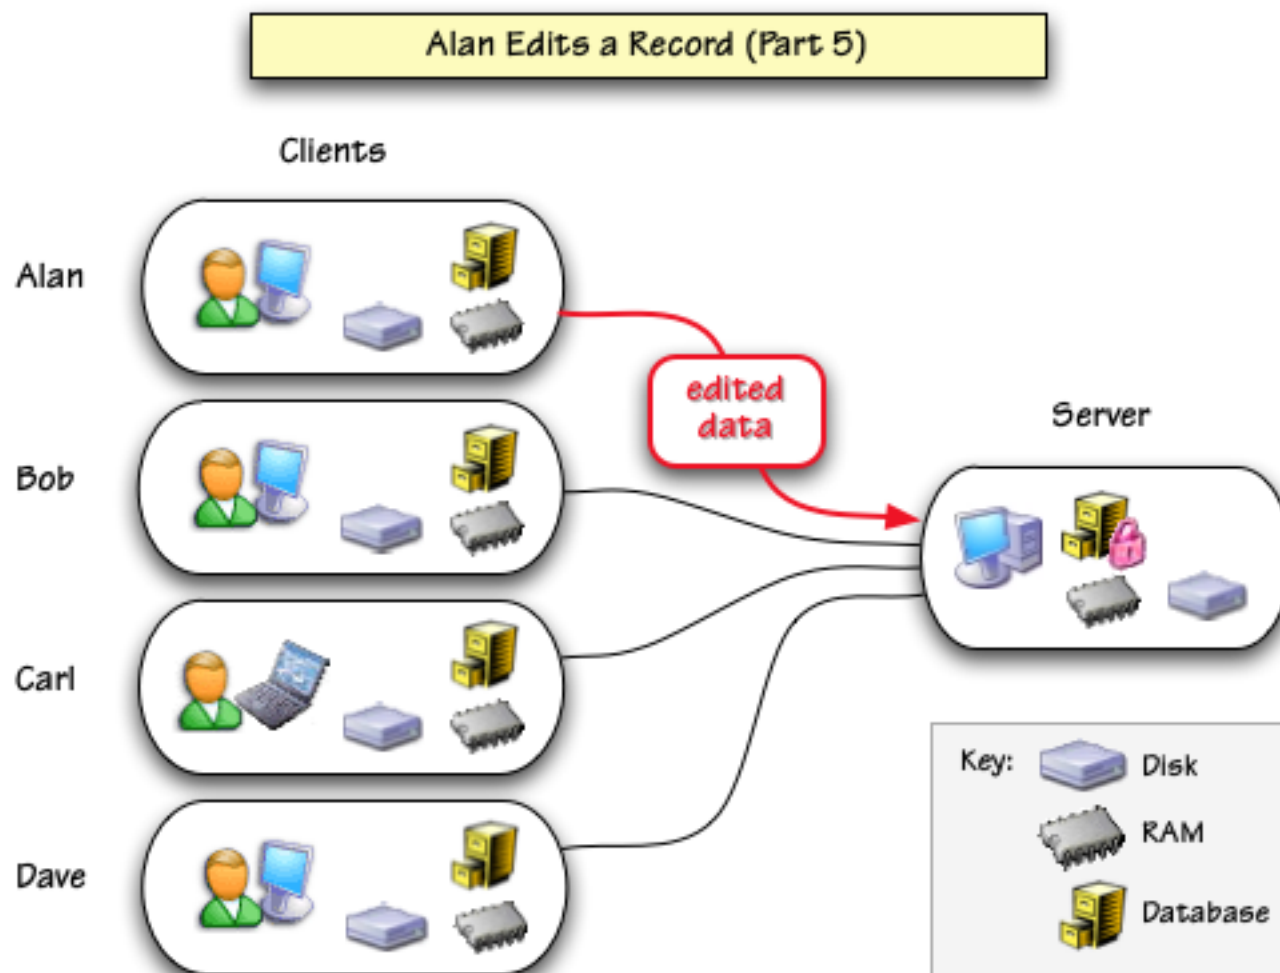 Alan Edits a Record (Part 5)
Clients
Alan
edited
data
Server
Bob
Carl
Key:
Disk
RAM
Dave
Database